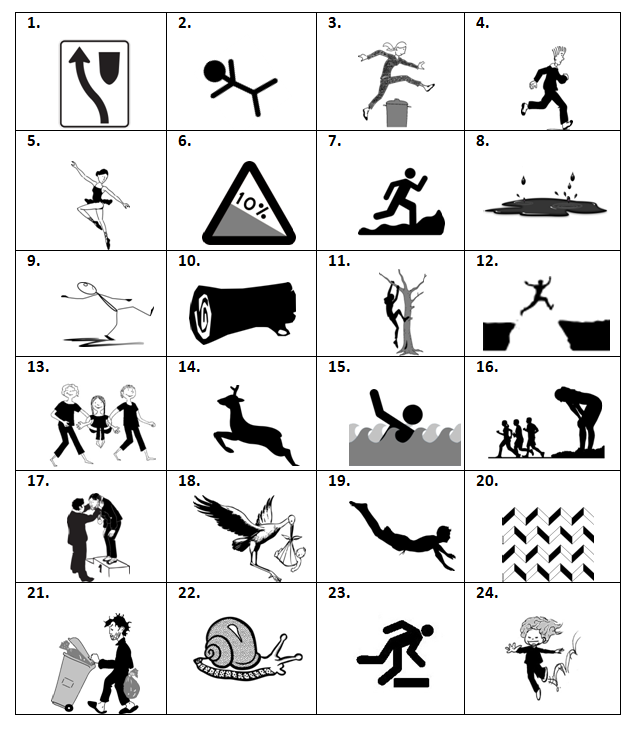 1. 2. 3. 4.
5. 6. 7. 8.
10%
9. 10. 11. 12.
13. 14. 15. 16.
17. 18. 19. 20.
1
21. 22. 23. 24.